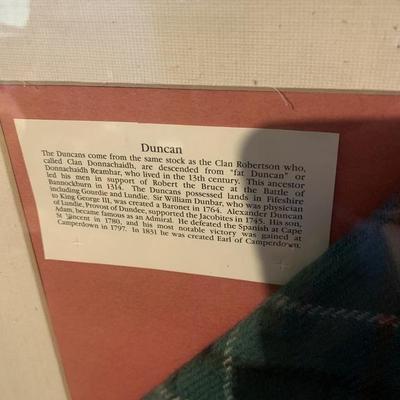 Duncan
The Duncans come from the same stock as the Clan Robertson who,
called Clan Donnachaidh, are descended from "fat Duncan" or
Donnachaidh Reamhar, who lived in the 13th century. This ancestor
led his men in support of Robert the Bruce at the Battle of
Bannockburn in 1314. The Duncans possessed lands in Fifeshire
including Gourdie and Lundie. Sir William Dunbar, who was physician
to King George III, was created a Baronet in 1764. Alexander Duncan
of Lundie, Provost of Dundee, supported the Jacobites in 1745. His son,
Adam, became famous as an Admiral. He defeated the Spanish at Cape
St Vincent in 1780, and his most notable victory was gained at
Camperdown in 1797. In 1831 he was created Earl of Camperdown.